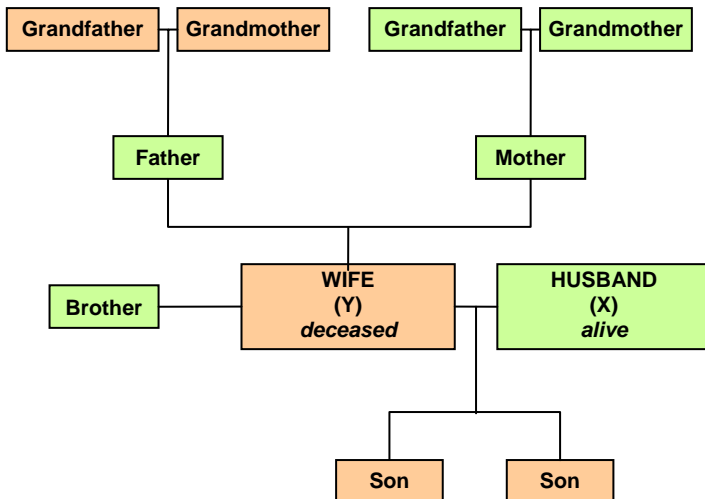 Grandfather Grandmother Grandfather Grandmother
Father Mother
WIFE
(Y)
deceased
HUSBAND
(X)
alive
Brother
Son Son